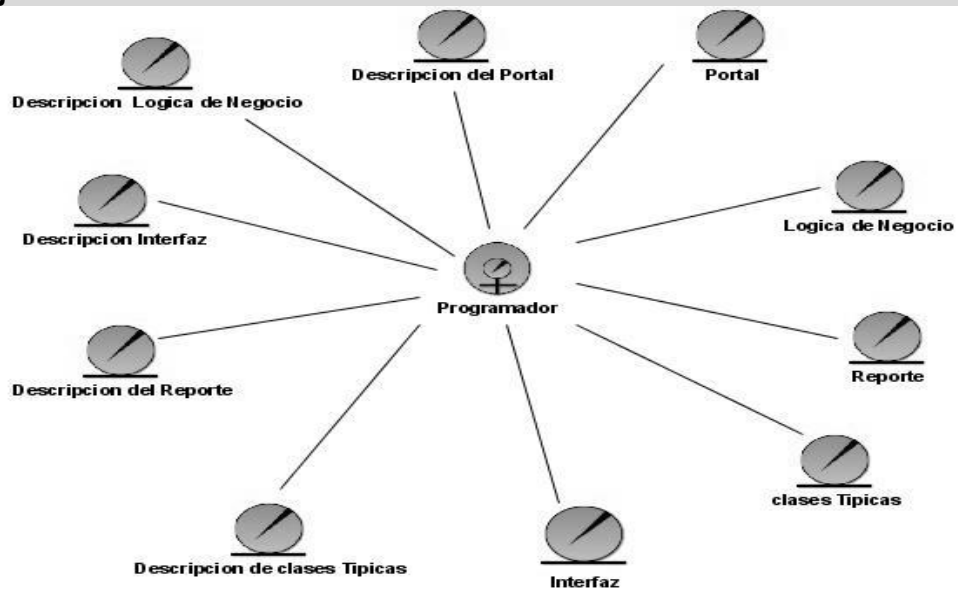 Descripcion del Portal
Portal
Descripcion Logica de Negocio
Logica de Negocio
Descripcion Interfaz
Programador
Reporte
Descripcion del Reporte
clases Tipicas
Descripcion de clases Tipicas
Interfaz